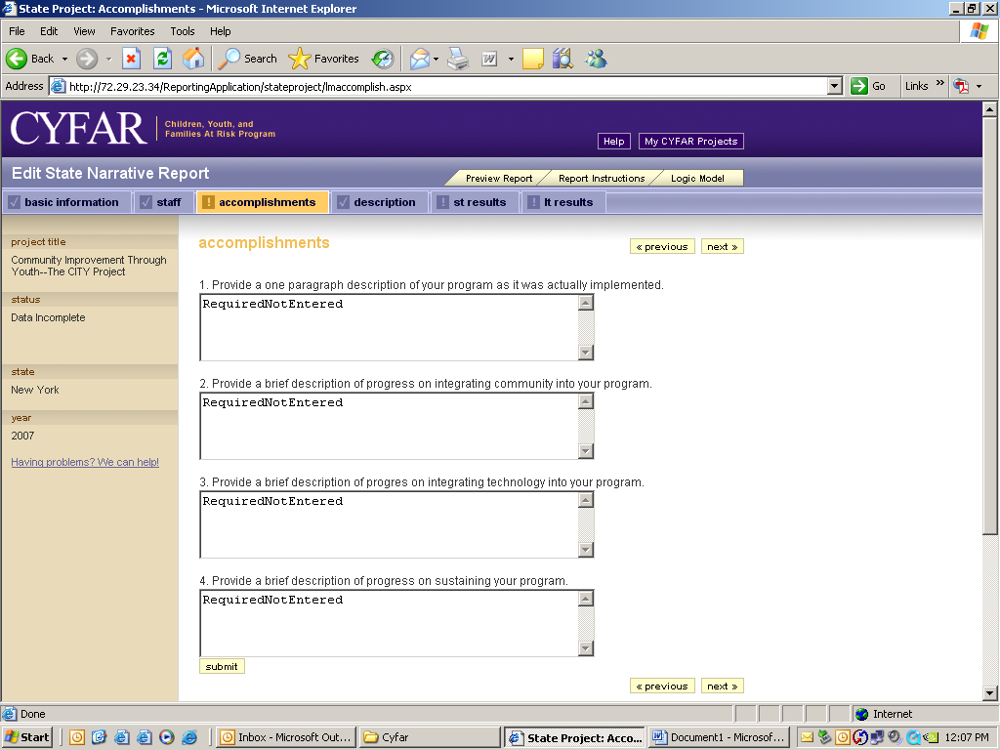 State Project: Accomplishments - Microsoft Internet Explorer
File Edit View Favorites Tools Help
Back Search Favorites
Address http://72.29.23.34/ReportingApplication/stateproject/lmaccomplish.aspx Go Links »
CYFAR Children, Youth, and
Families At Risk Program
Help My CYFAR Projects
Edit State Narrative Report
Preview Report Report Instructions Logic Model
basic information staff ! accomplishments description ! st results ! lt results
project title
Community Improvement Through
Youth--The CITY Project
status
Data Incomplete
state
New York
year
2007
Having problems? We can help!
accomplishments
« previous next »
1. Provide a one paragraph description of your program as it was actually implemented.
RequiredNotEntered
2. Provide a brief description of progress on integrating community into your program.
RequiredNotEntered
3. Provide a brief description of progres on integrating technology into your program.
RequiredNotEntered
4. Provide a brief description of progress on sustaining your program.
RequiredNotEntered
submit
« previous next »
Done Internet
Start Inbox - Microsoft Out... Cyfar State Project: Acco... Document1 - Microsof... 12:07 PM